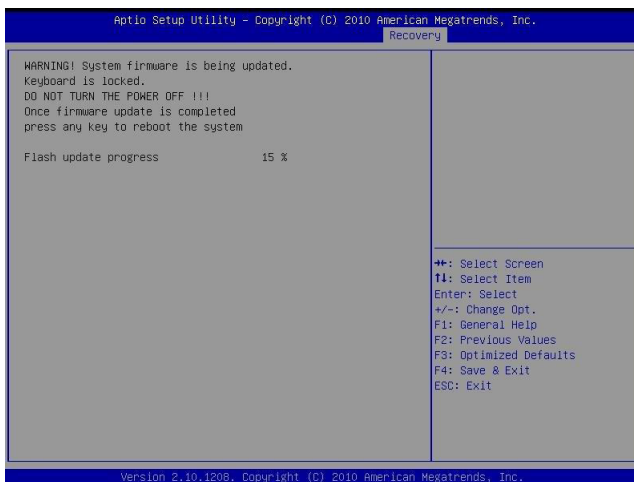 Aptio Setup Utility – Copyright (C) 2010 American Megatrends, Inc.
Recovery
WARNING! System firmware is being updated.
Keyboard is locked.
DO NOT TURN THE POWER OFF !!!
Once firmware update is completed
press any key to reboot the system
Flash update progress 15 %
→←: Select Screen
↑↓: Select Item
Enter: Select
+/-: Change Opt.
F1: General Help
F2: Previous Values
F3: Optimized Defaults
F4: Save & Exit
ESC: Exit
Version 2.10.1208. Copyright (C) 2010 American Megatrends, Inc.